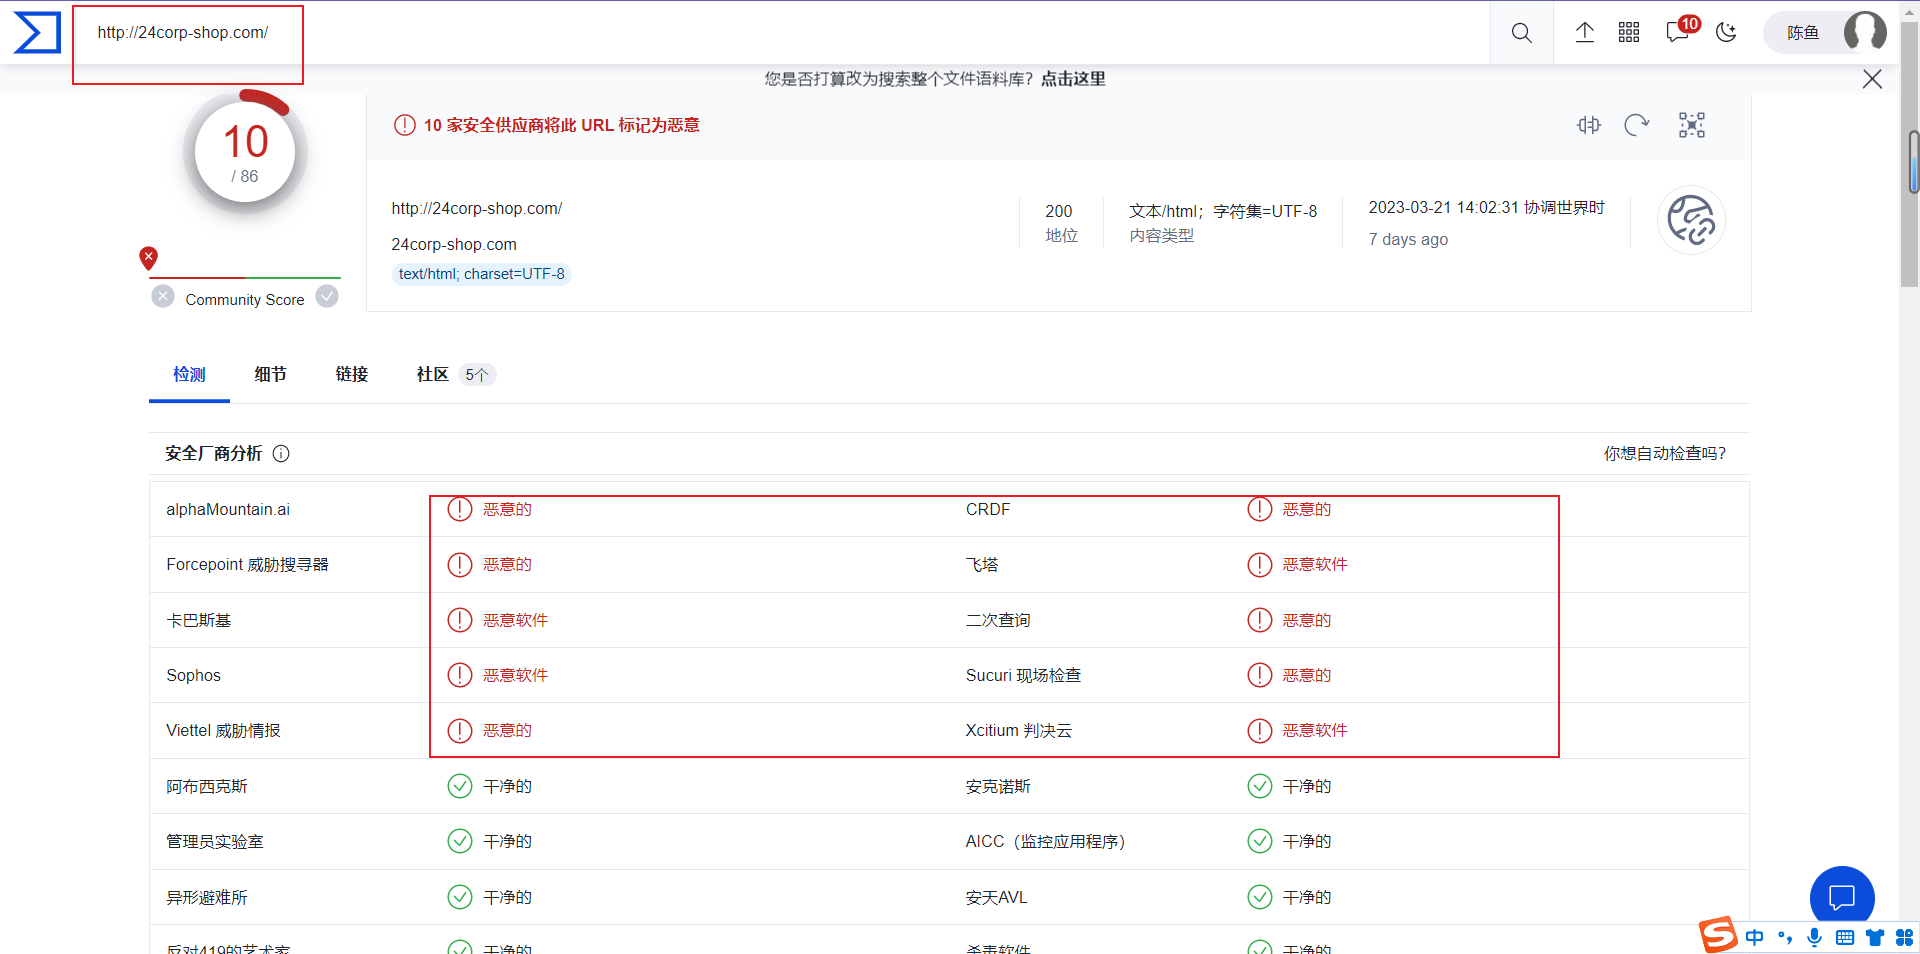 http://24corp-shop.com/
10
陈鱼
您是否打算改为搜索整个文件语料库？点击这里
10
/ 86
10 家安全供应商将此 URL 标记为恶意
http://24corp-shop.com/
24corp-shop.com
text/html; charset=UTF-8
200
地位
文本/html；字符集=UTF-8
内容类型
2023-03-21 14:02:31 协调世界时
7 days ago
Community Score
检测 细节 链接 社区 5个
安全厂商分析
你想自动检查吗?
alphaMountain.ai 恶意的 CRDF 恶意的
Forcepoint 威胁搜寻器 恶意的 飞塔 恶意软件
卡巴斯基 恶意软件 二次查询 恶意的
Sophos 恶意软件 Sucuri 现场检查 恶意的
Viettel 威胁情报 恶意的 Xcitium 判决云 恶意软件
阿布西克斯 干净的 安克诺斯 干净的
管理员实验室 干净的 AICC（监控应用程序） 干净的
异形避难所 干净的 安天AVL 干净的
反对419的艺术家 干净的 杀毒软件 干净的
中